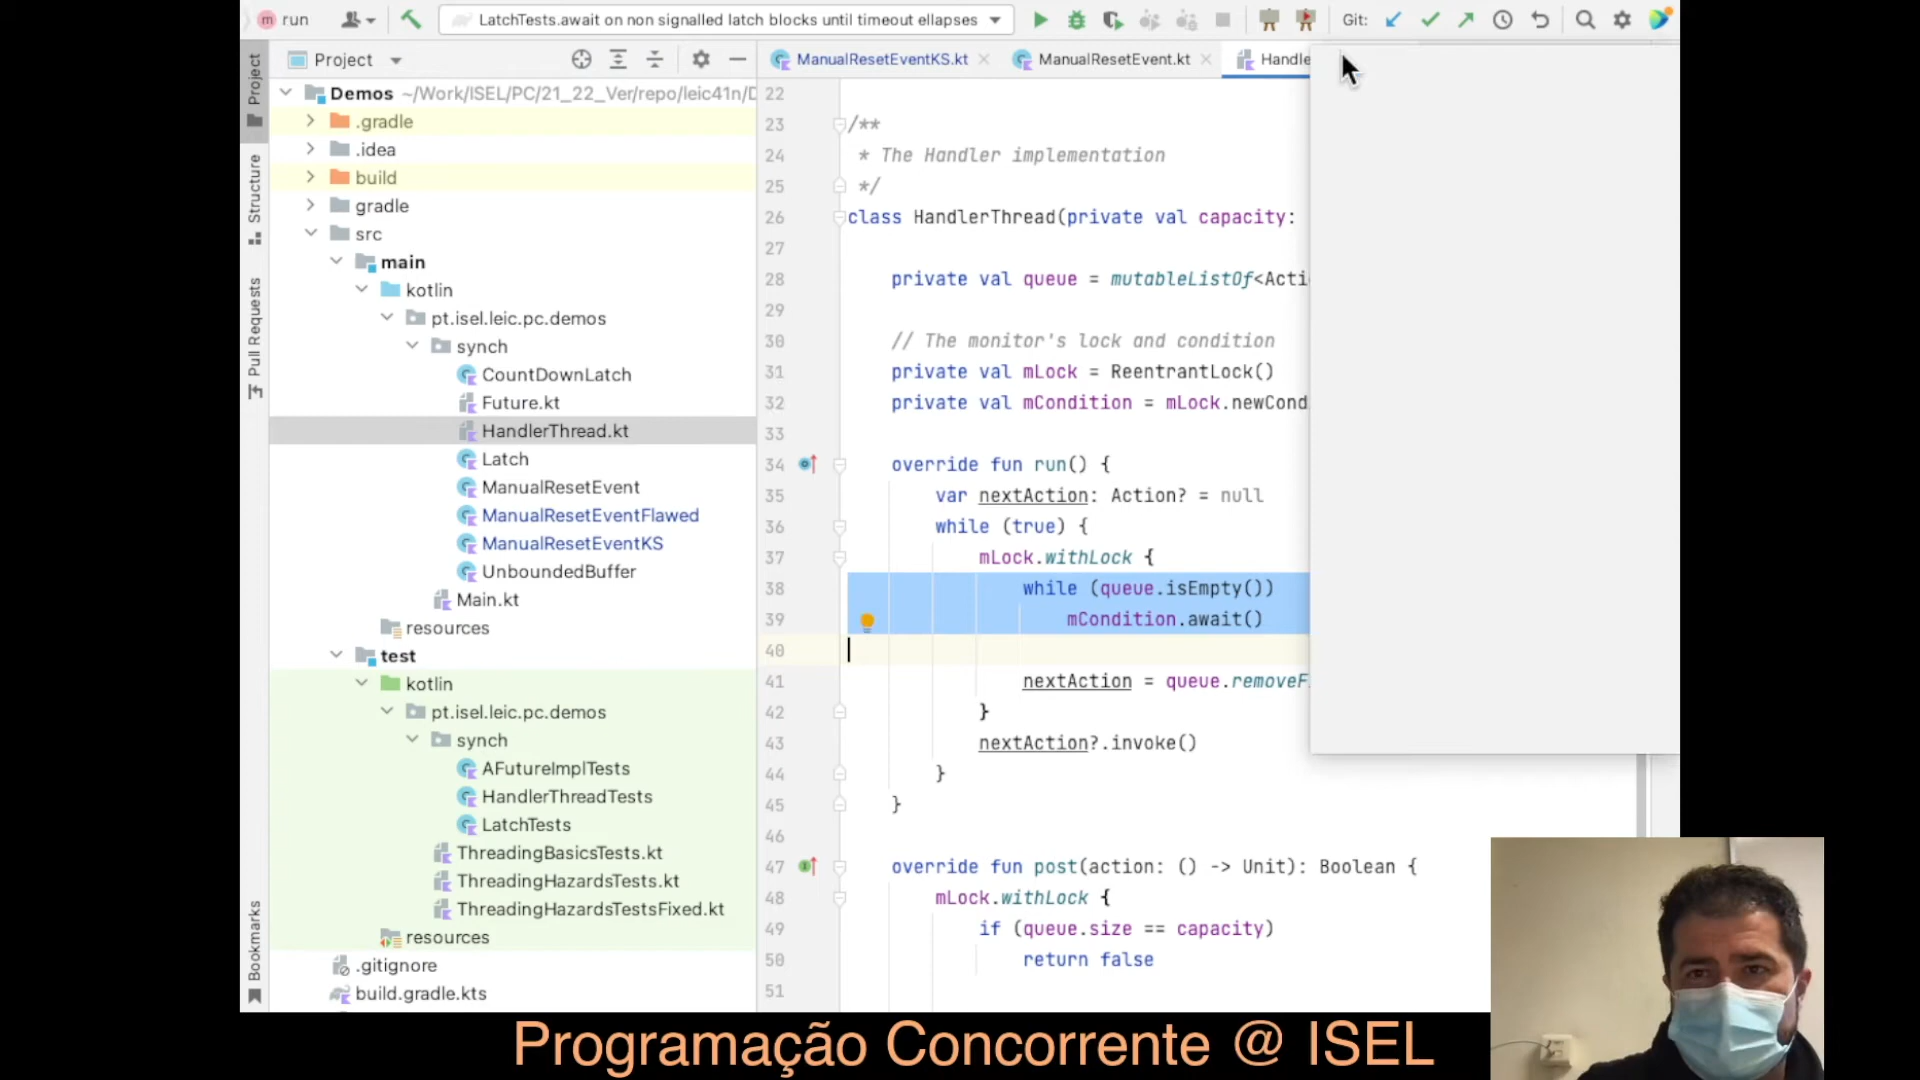 run
LatchTests.await on non signalled latch blocks until timeout ellapses
Git:
Project
Project
ManualResetEventKS.kt
ManualResetEvent.kt
Handle
Structure
Pull Requests
Bookmarks
Demos ~/Work/ISEL/PC/21_22_Ver/repo/leic41n/D
.gradle
.idea
build
gradle
src
main
kotlin
pt.isel.leic.pc.demos
synch
CountDownLatch
Future.kt
HandlerThread.kt
Latch
ManualResetEvent
ManualResetEventFlawed
ManualResetEventKS
UnboundedBuffer
Main.kt
resources
test
kotlin
pt.isel.leic.pc.demos
synch
AFutureImplTests
HandlerThreadTests
LatchTests
ThreadingBasicsTests.kt
ThreadingHazardsTests.kt
ThreadingHazardsTestsFixed.kt
resources
.gitignore
build.gradle.kts
22
23 /**
24 * The Handler implementation
25 */
26 class HandlerThread(private val capacity:
27
28 private val queue = mutableListOf<Acti
29
30 // The monitor's lock and condition
31 private val mLock = ReentrantLock()
32 private val mCondition = mLock.newCond
33
34 override fun run() {
35 var nextAction: Action? = null
36 while (true) {
37 mLock.withLock {
38 while (queue.isEmpty())
39 mCondition.await()
40
41 nextAction = queue.removeF
42 }
43 nextAction?.invoke()
44 }
45 }
46
47 override fun post(action: () -> Unit): Boolean {
48 mLock.withLock {
49 if (queue.size == capacity)
50 return false
51
Programação Concorrente @ ISEL